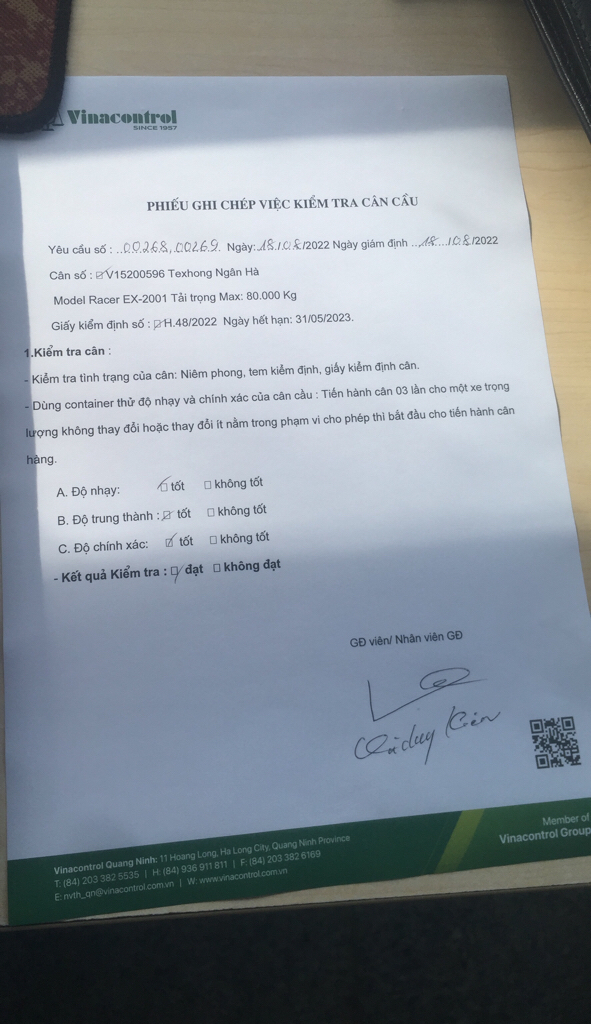 Vinacontrol
SINCE 1957
PHIẾU GHI CHÉP VIỆC KIỂM TRA CÂN CẦU
Yêu cầu số : ..00268,00269. Ngày:.18./.08/2022 Ngày giám định ...18..../08/2022
Cân số : ☑V15200596 Texhong Ngân Hà
Model Racer EX-2001 Tải trọng Max: 80.000 Kg
Giấy kiểm định số : ☑H.48/2022 Ngày hết hạn: 31/05/2023.
1.Kiểm tra cân :
- Kiểm tra tình trạng của cân: Niêm phong, tem kiểm định, giấy kiểm định cân.
- Dùng container thử độ nhạy và chính xác của cân cầu : Tiến hành cân 03 lần cho một xe trọng
lượng không thay đổi hoặc thay đổi ít nằm trong phạm vi cho phép thì bắt đầu cho tiến hành cân
hàng.
A. Độ nhạy: ☑ tốt ☐ không tốt
B. Độ trung thành : ☑ tốt ☐ không tốt
C. Độ chính xác: ☑ tốt ☐ không tốt
- Kết quả Kiểm tra : ☑ đạt ☐ không đạt
GĐ viên/ Nhân viên GĐ
duy Kiên
Member of
Vinacontrol Group
Vinacontrol Quang Ninh: 11 Hoang Long, Ha Long City, Quang Ninh Province
T: (84) 203 382 5535 | H: (84) 936 911 811 | F: (84) 203 382 6169
E: nvth_qn@vinacontrol.com.vn | W: www.vinacontrol.com.vn